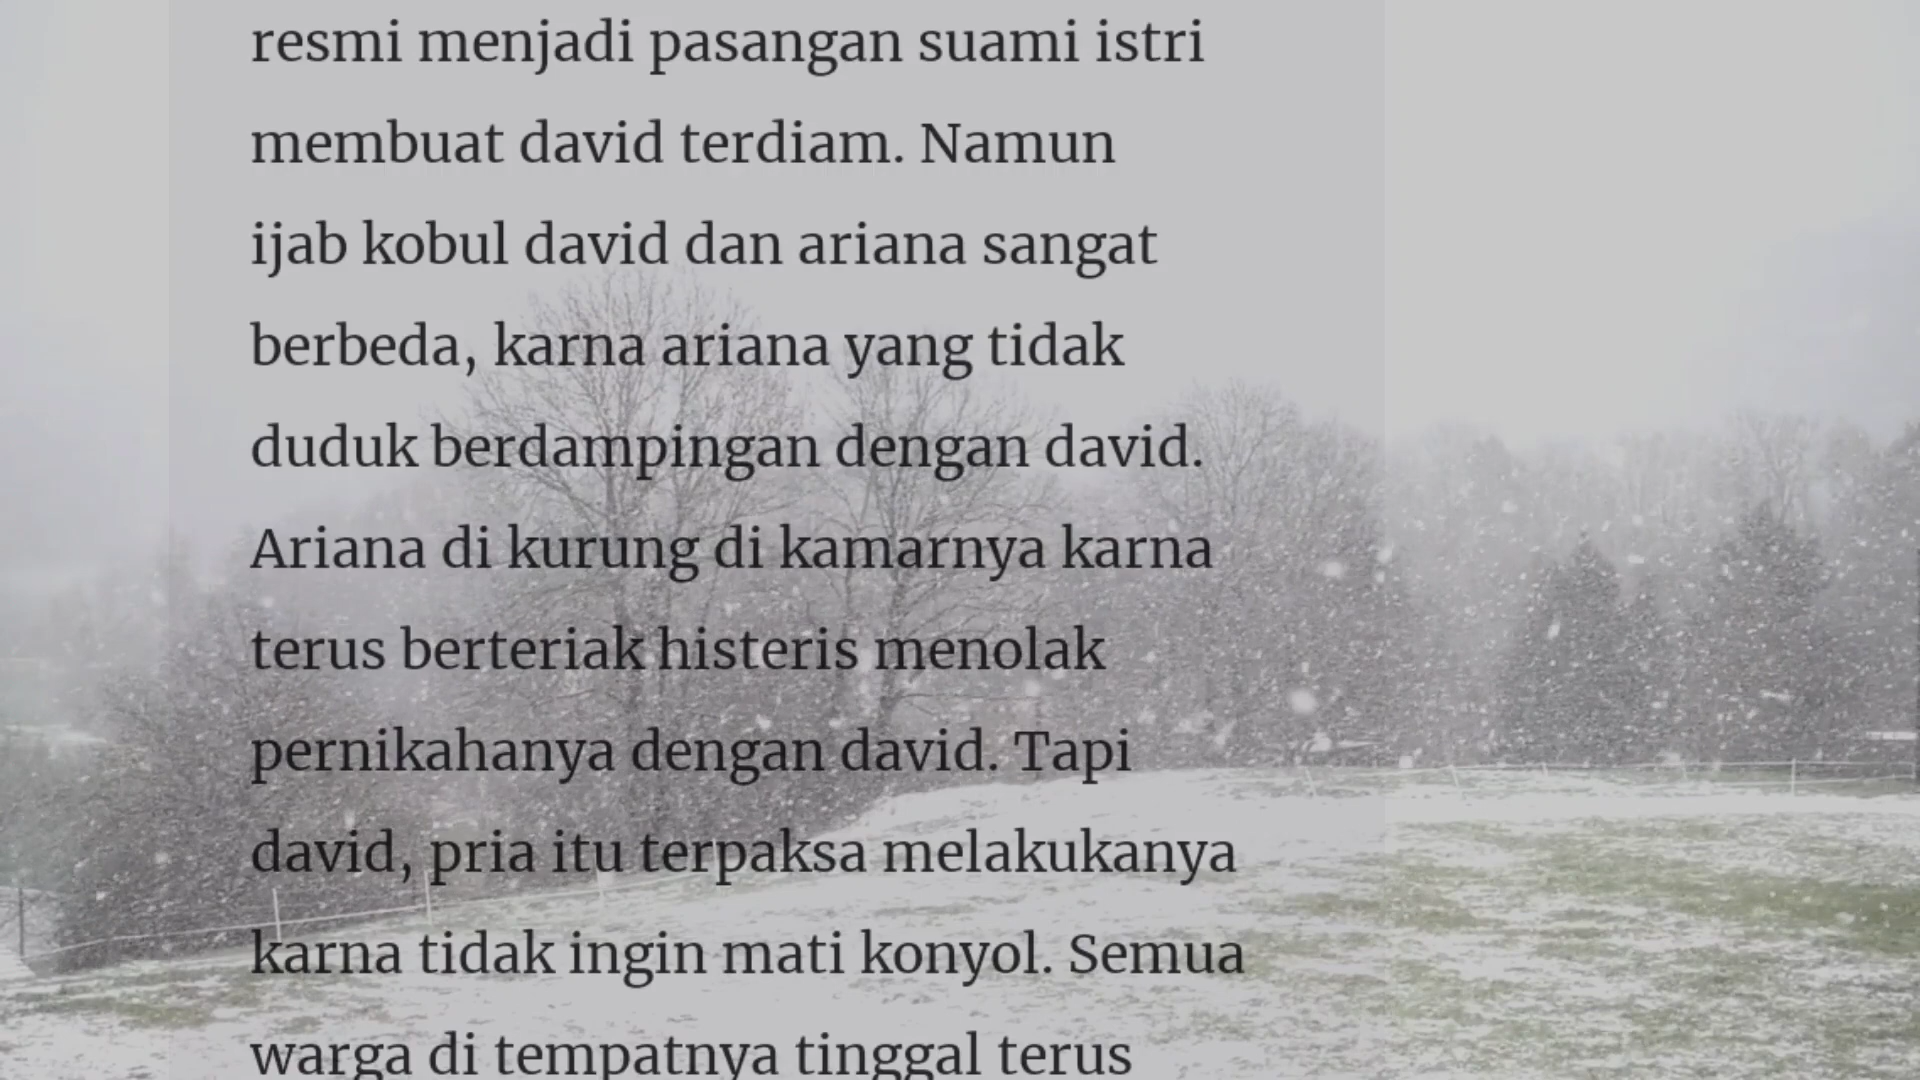 resmi menjadi pasangan suami istri
membuat david terdiam. Namun
ijab kobul david dan ariana sangat
berbeda, karna ariana yang tidak
duduk berdampingan dengan david.
Ariana di kurung di kamarnya karna
terus berteriak histeris menolak
pernikahanya dengan david. Tapi
david, pria itu terpaksa melakukanya
karna tidak ingin mati konyol. Semua
warga di tempatnya tinggal terus